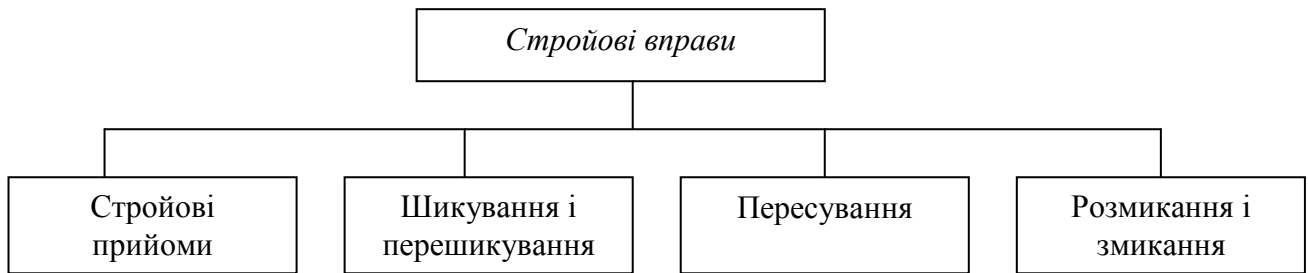 Стройові вправи
Стройові
прийоми
Шикування і
перешикування
Пересування
Розмикання і
змикання